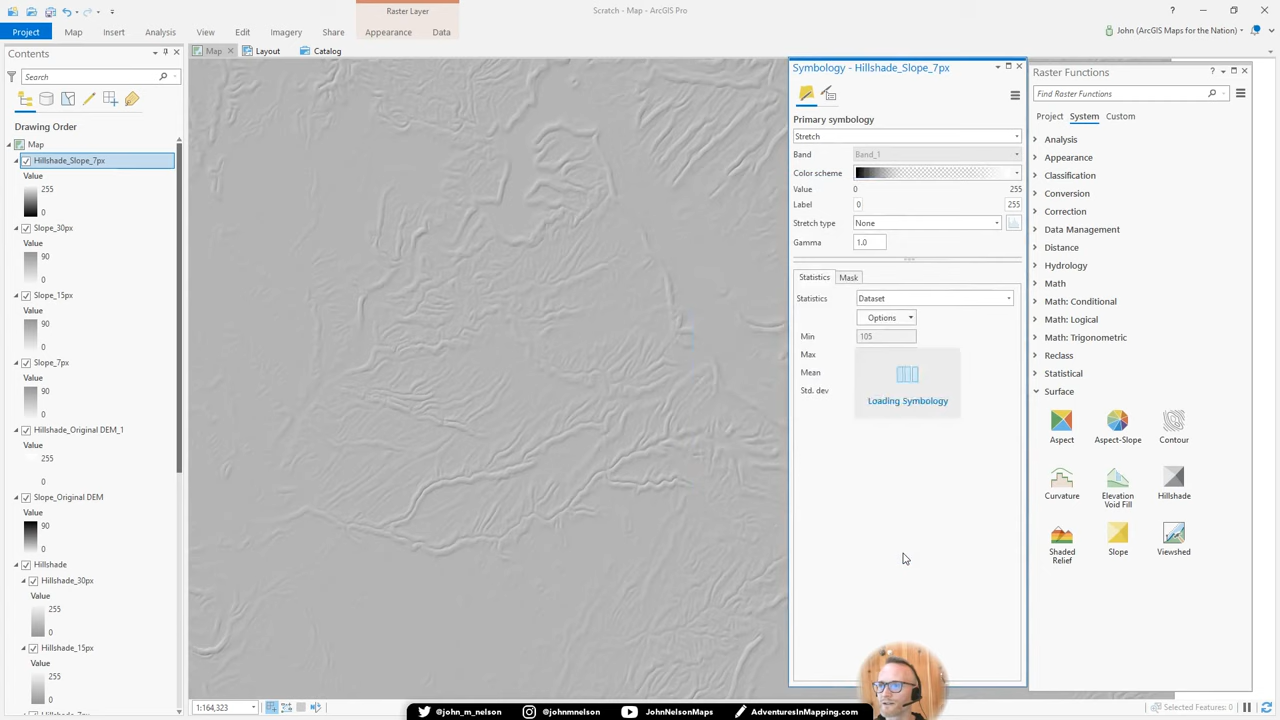 Raster Layer
Scratch - Map - ArcGIS Pro
?
Project
Map
Insert
Analysis
View
Edit
Imagery
Share
Appearance
Data
John (ArcGIS Maps for the Nation)
Contents
Map
Layout
Catalog
Search
Drawing Order
Map
Hillshade_Slope_7px
Value
255
0
Slope_30px
Value
90
0
Slope_15px
Value
90
0
Slope_7px
Value
90
0
Hillshade_Original DEM_1
Value
255
0
Slope_Original DEM
Value
90
0
Hillshade
Hillshade_30px
Value
255
0
Hillshade_15px
Value
255
0
1:164,323
Symbology - Hillshade_Slope_7px
Primary symbology
Stretch
Band
Band_1
Color scheme
Value
0
255
Label
0
255
Stretch type
None
Gamma
1.0
Statistics
Mask
Statistics
Dataset
Options
Min
105
Max
Mean
Std. dev
Loading Symbology
Raster Functions
?
Find Raster Functions
Project
System
Custom
Analysis
Appearance
Classification
Conversion
Correction
Data Management
Distance
Hydrology
Math
Math: Conditional
Math: Logical
Math: Trigonometric
Reclass
Statistical
Surface
Aspect
Aspect-Slope
Contour
Curvature
Elevation
Void Fill
Hillshade
Shaded
Relief
Slope
Viewshed
Selected Features: 0
@john_m_nelson
@johnmnelson
JohnNelsonMaps
AdventuresInMapping.com